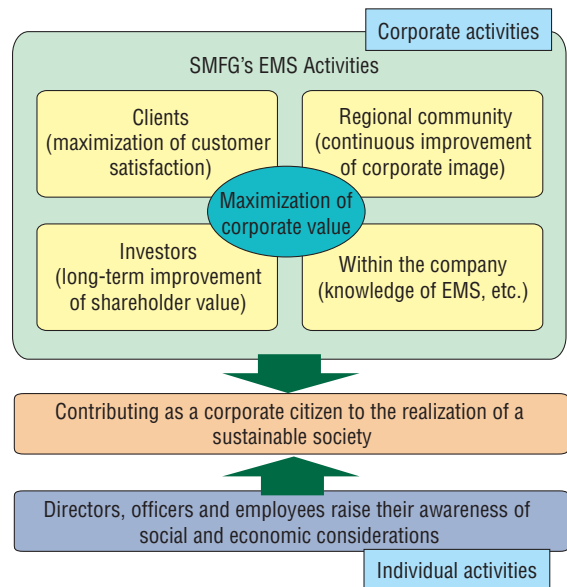 Corporate activities
SMFG's EMS Activities
Clients
(maximization of customer
satisfaction)
Regional community
(continuous improvement
of corporate image)
Maximization of
corporate value
Investors
(long-term improvement
of shareholder value)
Within the company
(knowledge of EMS, etc.)
Contributing as a corporate citizen to the realization of a
sustainable society
Directors, officers and employees raise their awareness of
social and economic considerations
Individual activities